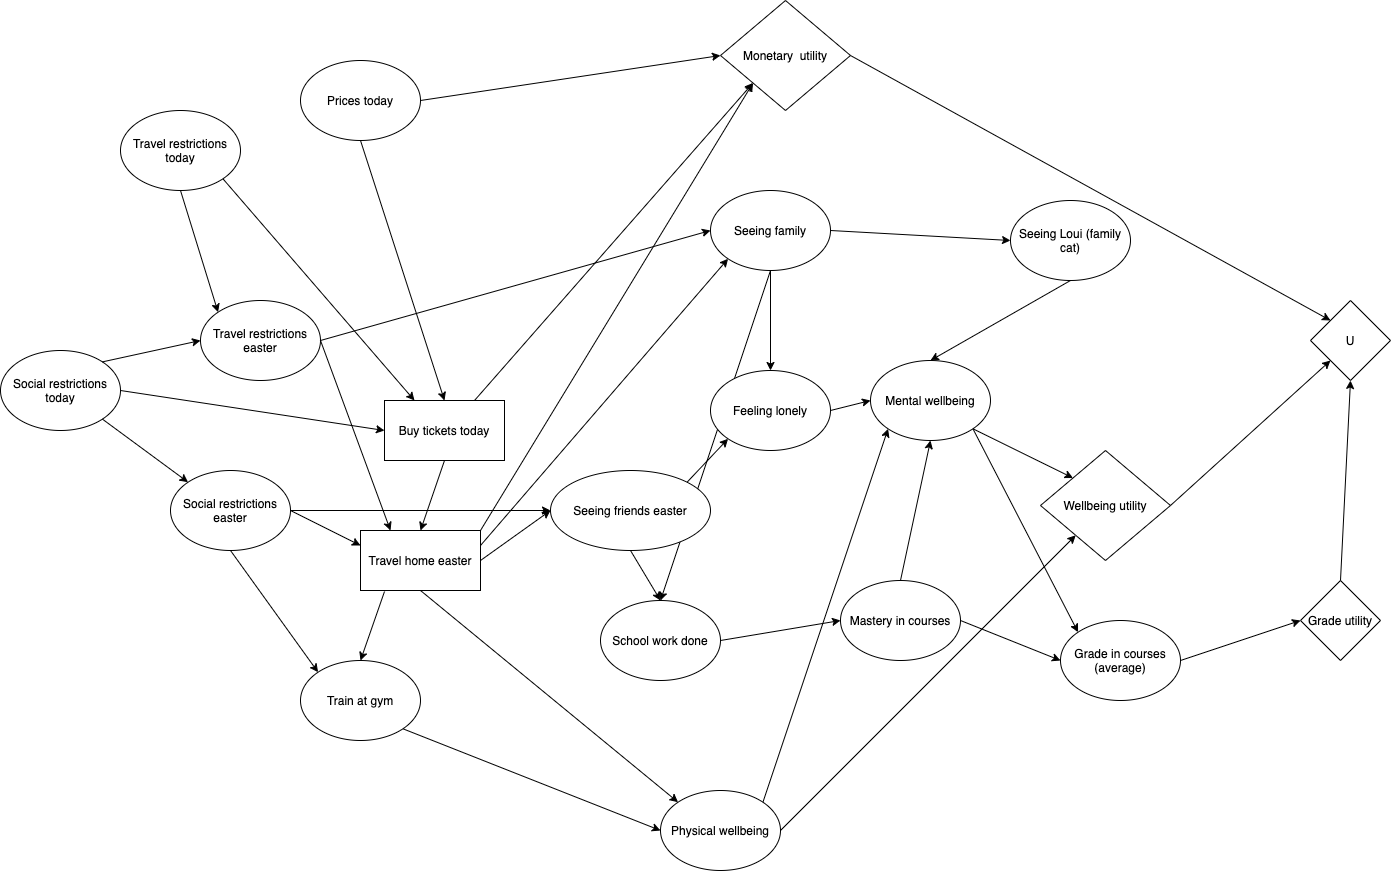 Monetary  utility
Prices today
Travel restrictions
today
Seeing family
Seeing Loui (family
cat)
Travel restrictions
easter
U
Social restrictions
today
Buy tickets today
Feeling lonely
Mental wellbeing
Social restrictions
easter
Seeing friends easter
Wellbeing utility
Travel home easter
School work done
Mastery in courses
Grade utility
Grade in courses
(average)
Train at gym
Physical wellbeing